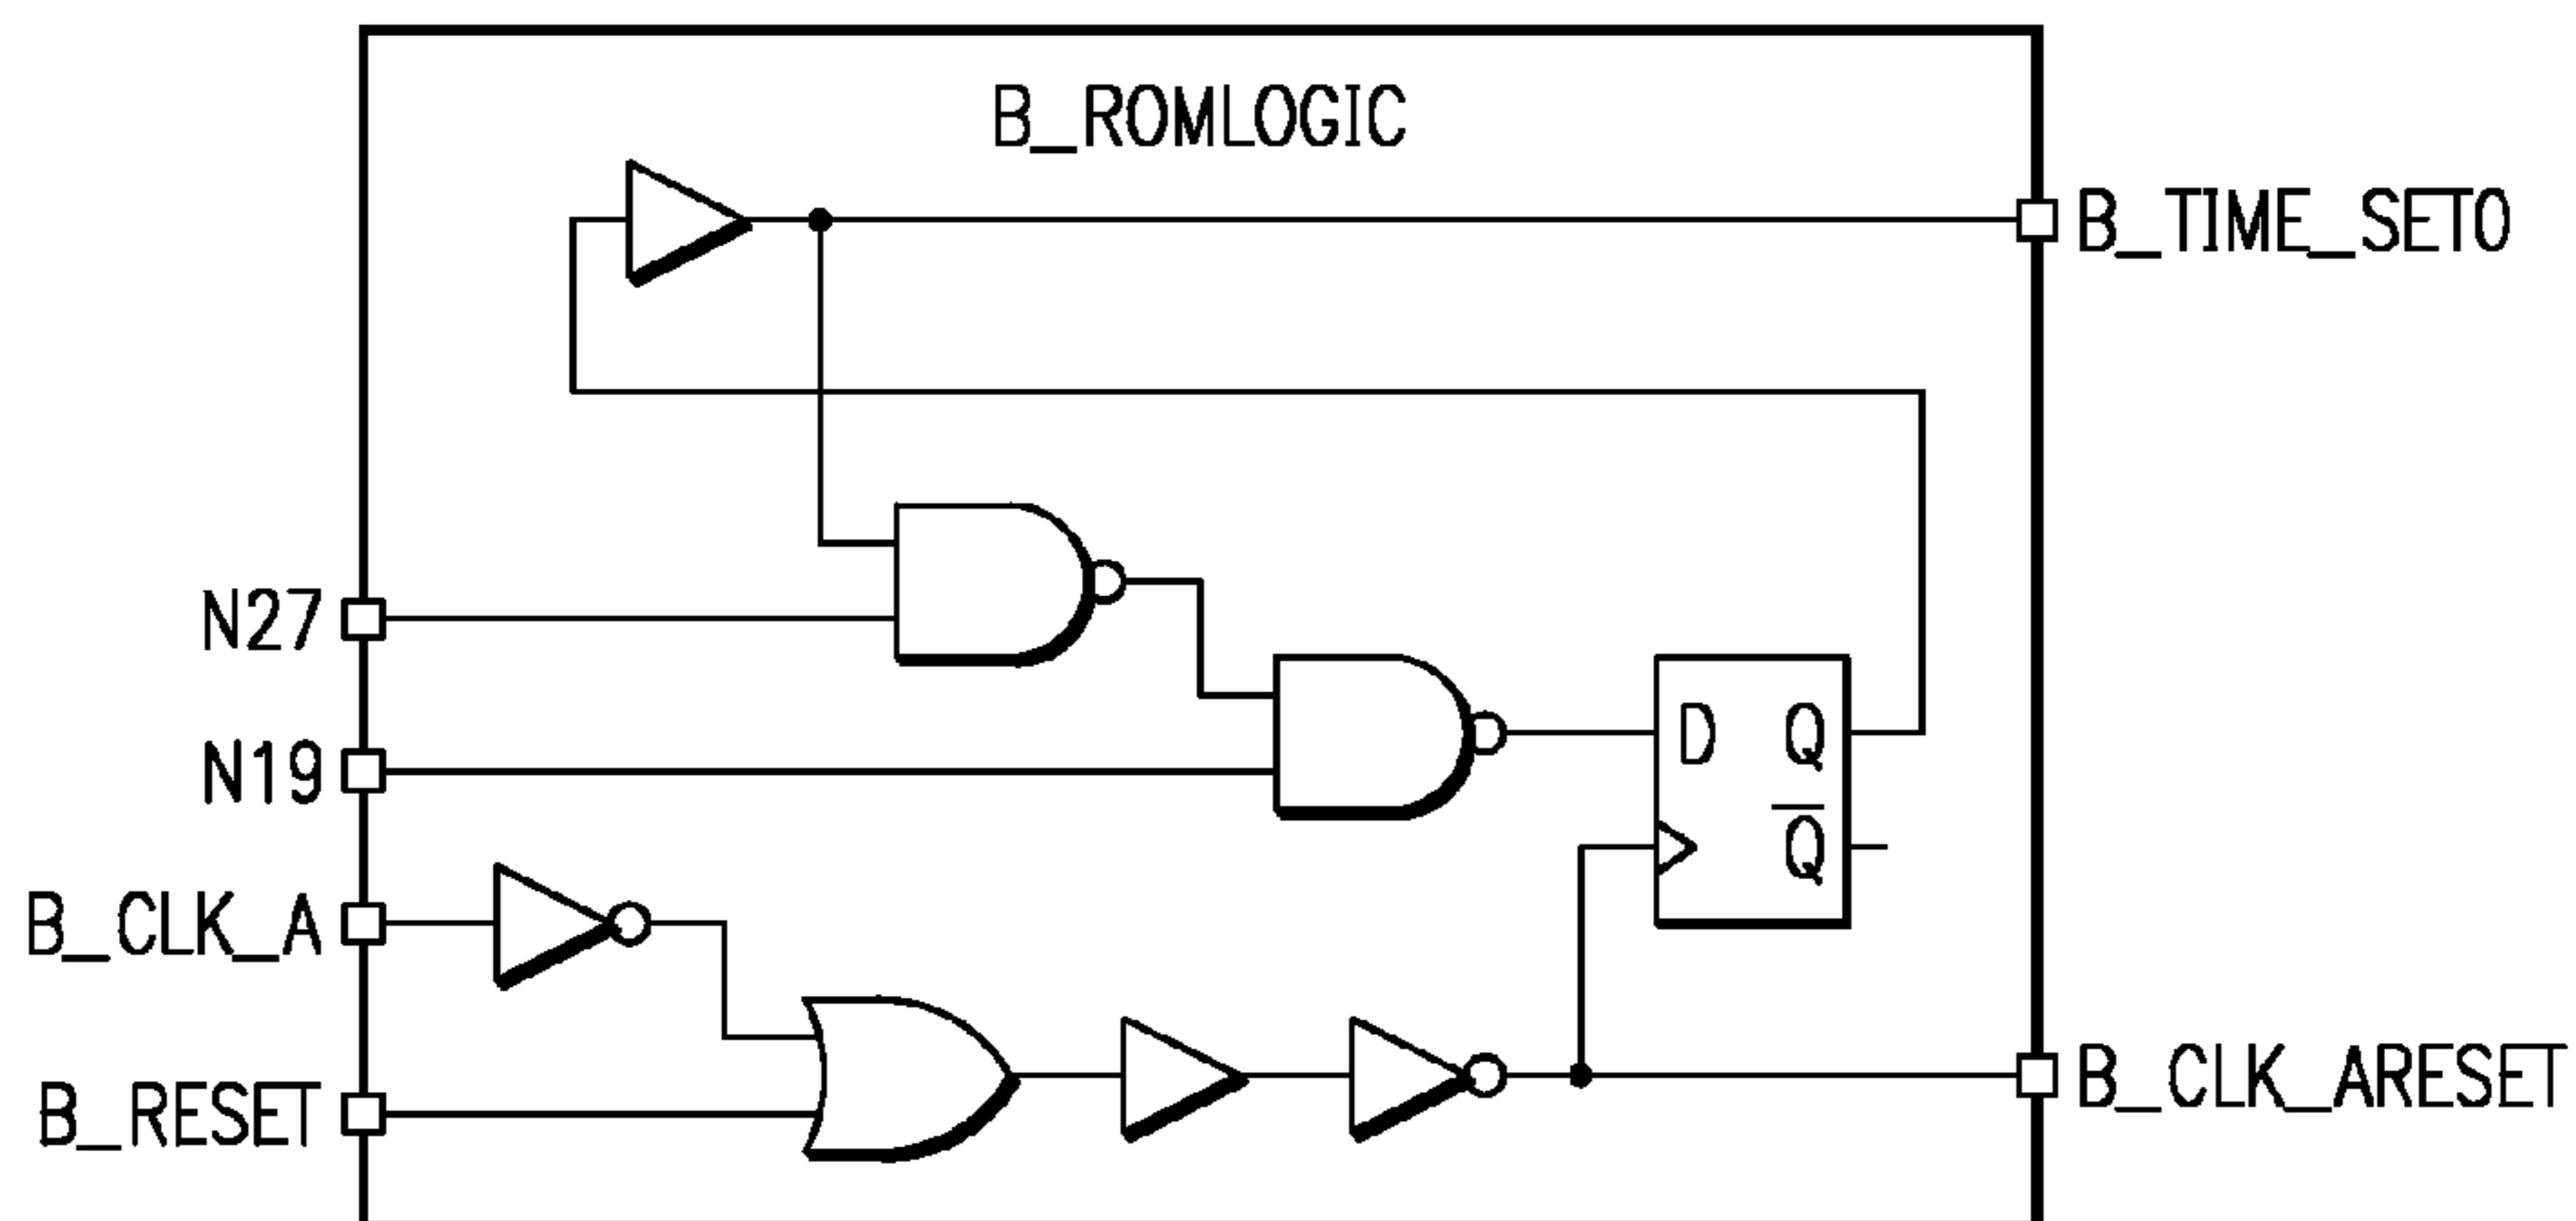 B_ROMLOGIC
B_TIME_SET0
N27
N19
D Q
Q̅
B_CLK_A
B_RESET
B_CLK_ARESET